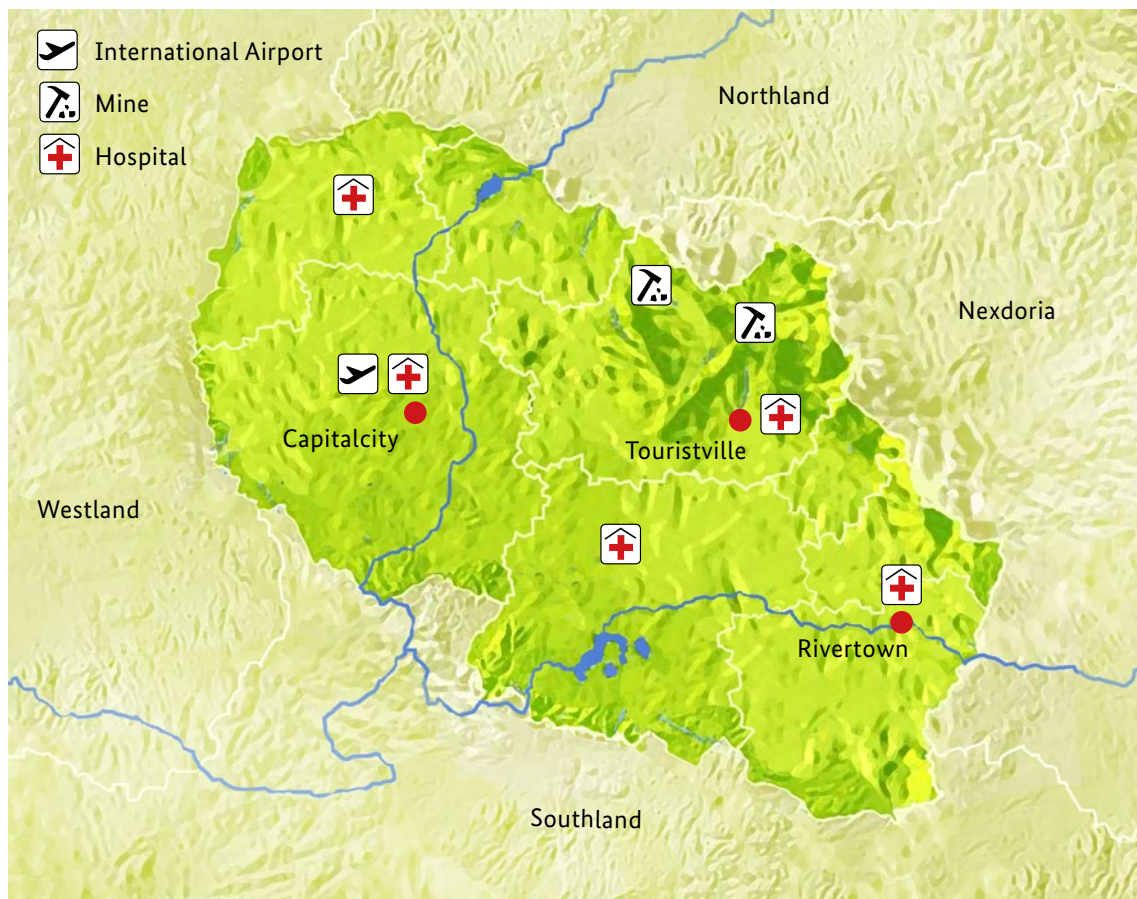 International Airport
Mine
Hospital
Northland
Nexdoria
Capitalcity
Touristville
Westland
Rivertown
Southland